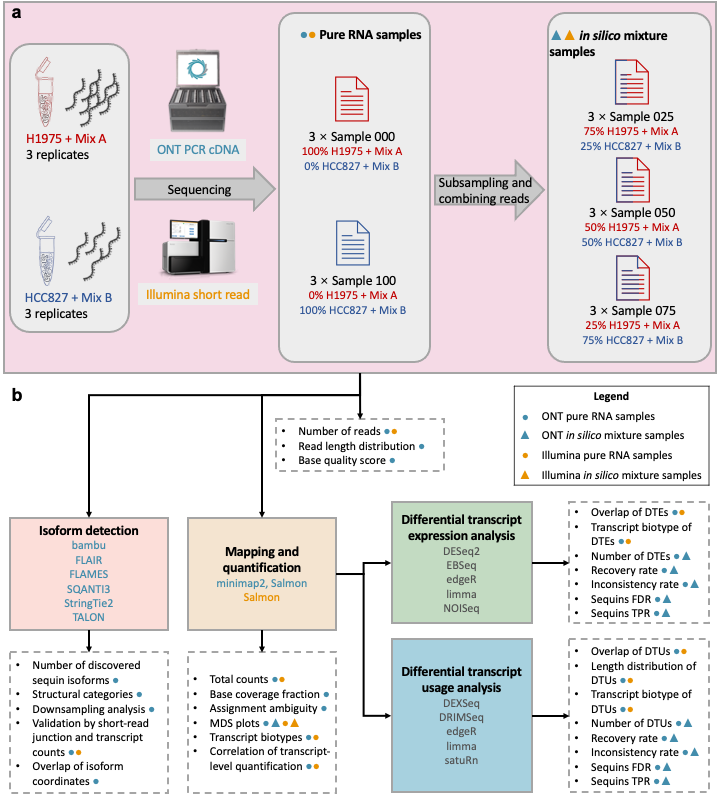 a
H1975 + Mix A
3 replicates
HCC827 + Mix B
3 replicates
ONT PCR cDNA
Sequencing
Illumina short read
Pure RNA samples
3 × Sample 000
100% H1975 + Mix A
0% HCC827 + Mix B
3 × Sample 100
0% H1975 + Mix A
100% HCC827 + Mix B
Subsampling and
combining reads
in silico mixture
samples
3 × Sample 025
75% H1975 + Mix A
25% HCC827 + Mix B
3 × Sample 050
50% H1975 + Mix A
50% HCC827 + Mix B
3 × Sample 075
25% H1975 + Mix A
75% HCC827 + Mix B
b
• Number of reads
• Read length distribution
• Base quality score
Legend
ONT pure RNA samples
ONT in silico mixture samples
Illumina pure RNA samples
Illumina in silico mixture samples
Isoform detection
bambu
FLAIR
FLAMES
SQANTI3
StringTie2
TALON
• Number of discovered
sequin isoforms
• Structural categories
• Downsampling analysis
• Validation by short-read
junction and transcript
counts
• Overlap of isoform
coordinates
Mapping and
quantification
minimap2, Salmon
Salmon
• Total counts
• Base coverage fraction
• Assignment ambiguity
• MDS plots
• Transcript biotypes
• Correlation of transcript-
level quantification
Differential transcript
expression analysis
DESeq2
EBSeq
edgeR
limma
NOISeq
• Overlap of DTEs
• Transcript biotype of
DTEs
• Number of DTEs
• Recovery rate
• Inconsistency rate
• Sequins FDR
• Sequins TPR
Differential transcript
usage analysis
DEXSeq
DRIMSeq
edgeR
limma
satuRn
• Overlap of DTUs
• Length distribution of
DTUs
• Transcript biotype of
DTUs
• Number of DTUs
• Recovery rate
• Inconsistency rate
• Sequins FDR
• Sequins TPR